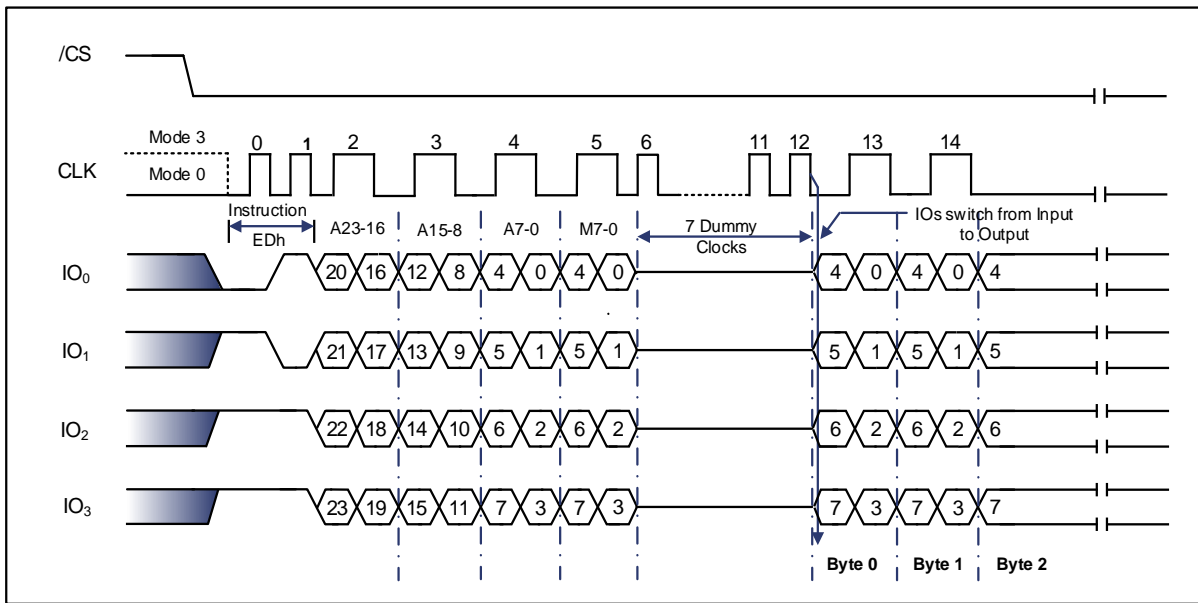 /CS
Mode 3
0 1 2 3 4 5 6 11 12 13 14
CLK
Mode 0
Instruction
EDh
A23-16 A15-8 A7-0 M7-0
7 Dummy
Clocks
IOs switch from Input
to Output
IO0 20 16 12 8 4 0 4 0 4 0 4 0 4
IO1 21 17 13 9 5 1 5 1 5 1 5 1 5
IO2 22 18 14 10 6 2 6 2 6 2 6 2 6
IO3 23 19 15 11 7 3 7 3 7 3 7 3 7
Byte 0 Byte 1 Byte 2